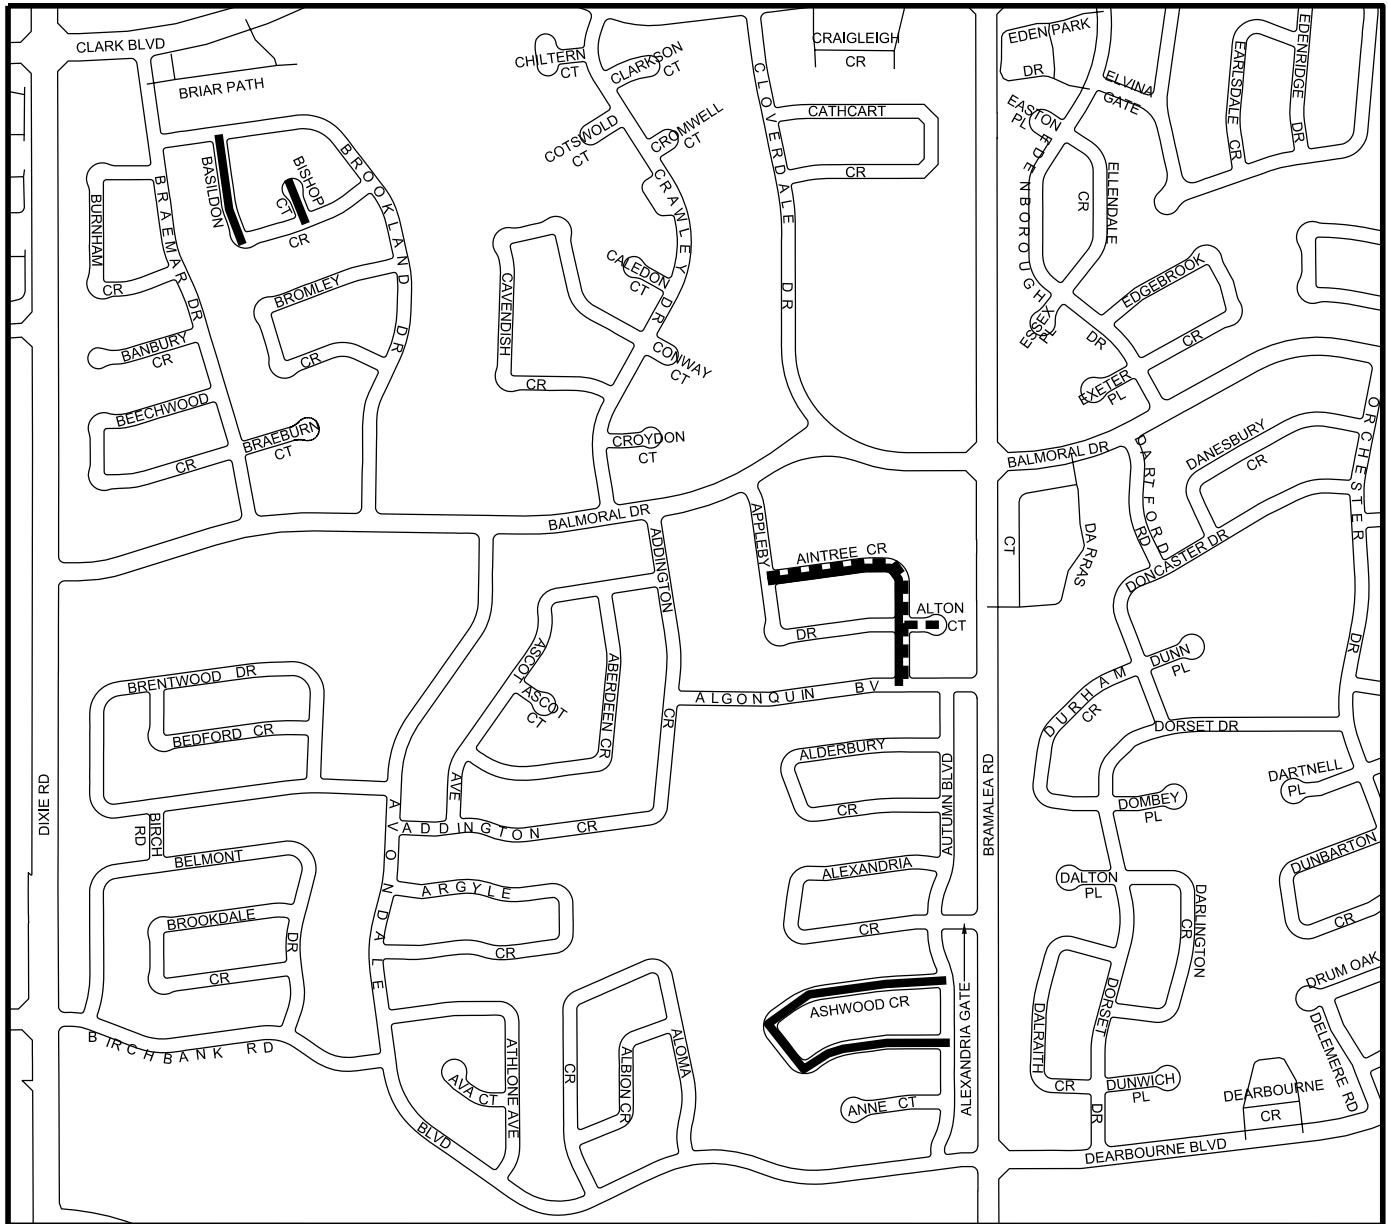 CLARK BLVD
BRIAR PATH
CHILTERN
CT
CLARKSON
CT
CRAIGLEIGH
CR
EDEN PARK
DR
ELVINA
GATE
EARLSDALE CR
EDENRIDGE DR
COTSWOLD
CT
CROMWELL
CT
CLOVERDALE DR
CATHCART
CR
EASTON
PL
EDENBOROUGH
DR
ELLENDALE
CR
BASILDON
CR
BISHOP
CT
BROOKLAND DR
BURNHAM
CR
BRAEMAR DR
CRAWLEY DR
BROMLEY
CR
CALEDON
CT
CAVENDISH
CR
CONWAY
CT
ESSEX
PL
EDGEBROOK
CR
BANBURY
CR
EXETER
PL
BEECHWOOD
CR
BRAEBURN
CT
CROYDON
CT
BALMORAL DR
DARTFORD
RD
DANESBURY
CR
ORCHESTER
DR
BALMORAL DR
ADDINGTON
CR
APPLEBY
DR
AINTREE CR
ALTON
CT
CT
DARRAS
DONCASTER DR
DUNN
PL
DURHAM
CR
ASCOT
AVE
ASCOT
CT
ABERDEEN CR
ALGONQUIN BV
BRENTWOOD DR
BEDFORD CR
DORSET DR
DARTNELL
PL
ALDERBURY
CR
DIXIE RD
AUTUMN BLVD
BRAMALEA RD
DOMBEY
PL
BIRCH
RD
AVONDALE
ADDINGTON CR
BELMONT
DR
ALEXANDRIA
CR
DALTON
PL
DUNBARTON
CR
ARGYLE
CR
BROOKDALE
CR
DARLINGTON
CR
DRUM OAK
ASHWOOD CR
ALEXANDRIA GATE
DALRAITH
CR
DORSET
DR
DELEMERE RD
BIRCHBANK RD
ATHLONE AVE
AVA CT
CR
ALBION CR
ALOMA
ANNE CT
DUNWICH
PL
DEARBOURNE
CR
BLVD
DEARBOURNE BLVD